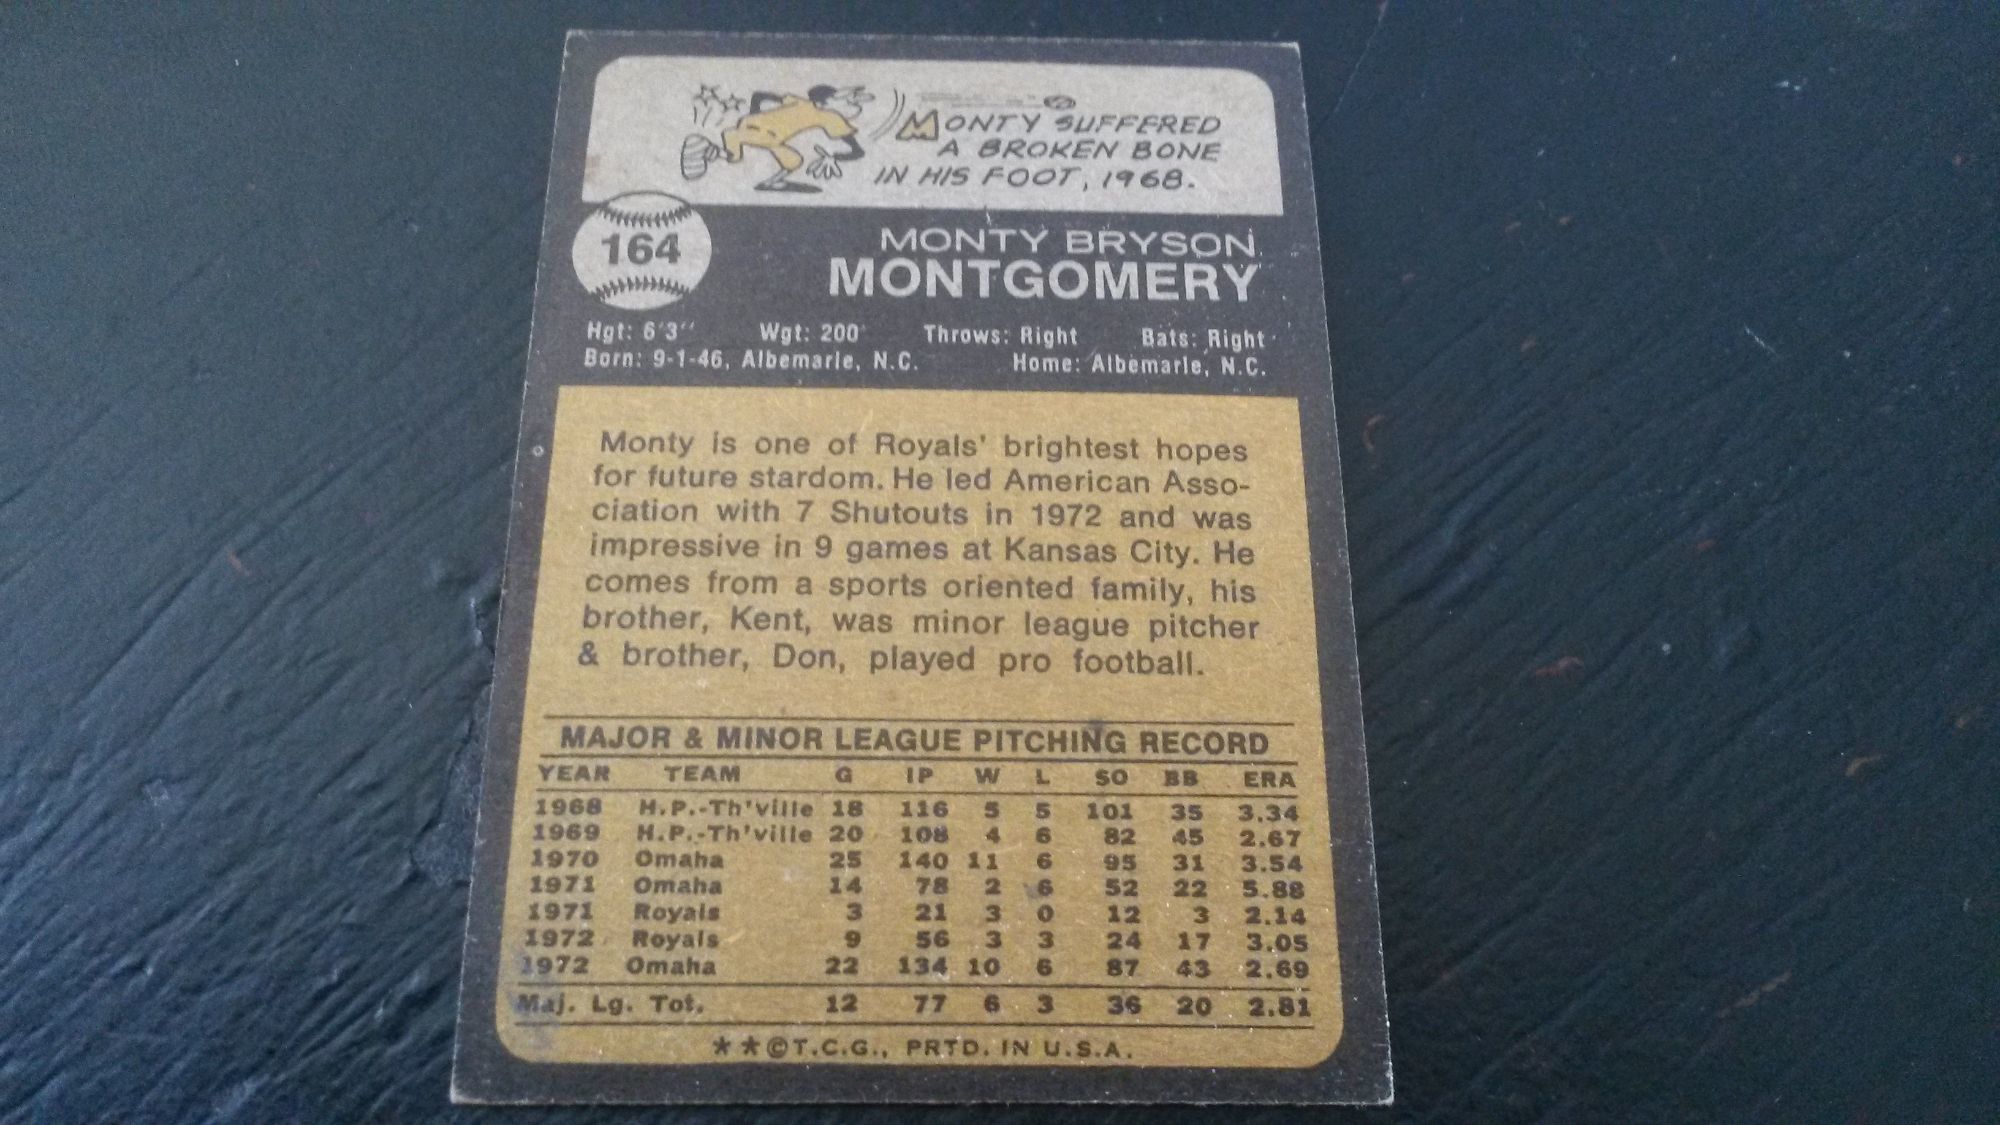 MONTY SUFFERED
A BROKEN BONE
IN HIS FOOT, 1968.
164
MONTY BRYSON
MONTGOMERY
Hgt: 6'3" Wgt: 200 Throws: Right Bats: Right
Born: 9-1-46, Albemarle, N.C. Home: Albemarle, N.C.
Monty is one of Royals' brightest hopes
for future stardom. He led American Asso-
ciation with 7 Shutouts in 1972 and was
impressive in 9 games at Kansas City. He
comes from a sports oriented family, his
brother, Kent, was minor league pitcher
& brother, Don, played pro football.
MAJOR & MINOR LEAGUE PITCHING RECORD
YEAR TEAM G IP W L SO BB ERA
1968 H.P.-Th'ville 18 116 5 5 101 35 3.34
1969 H.P.-Th'ville 20 108 4 6 82 45 2.67
1970 Omaha 25 140 11 6 95 31 3.54
1971 Omaha 14 78 2 6 52 22 5.88
1971 Royals 3 21 3 0 12 3 2.14
1972 Royals 9 56 3 3 24 17 3.05
1972 Omaha 22 134 10 6 87 43 2.69
Maj. Lg. Tot. 12 77 6 3 36 20 2.81
★★©T.C.G., PRTD. IN U.S.A.